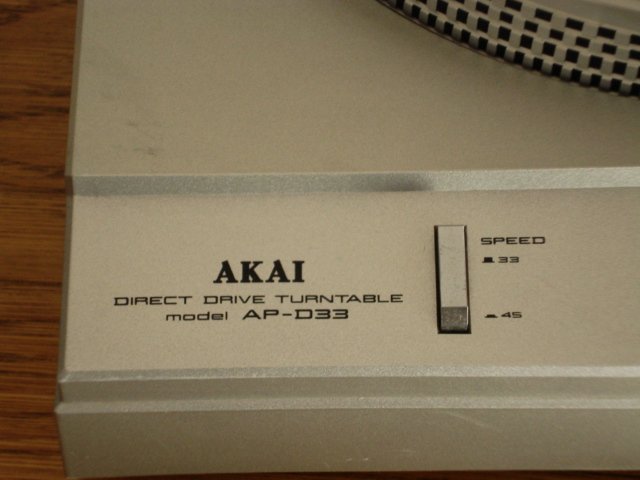 AKAI
DIRECT DRIVE TURNTABLE
model AP-D33
SPEED
33
45